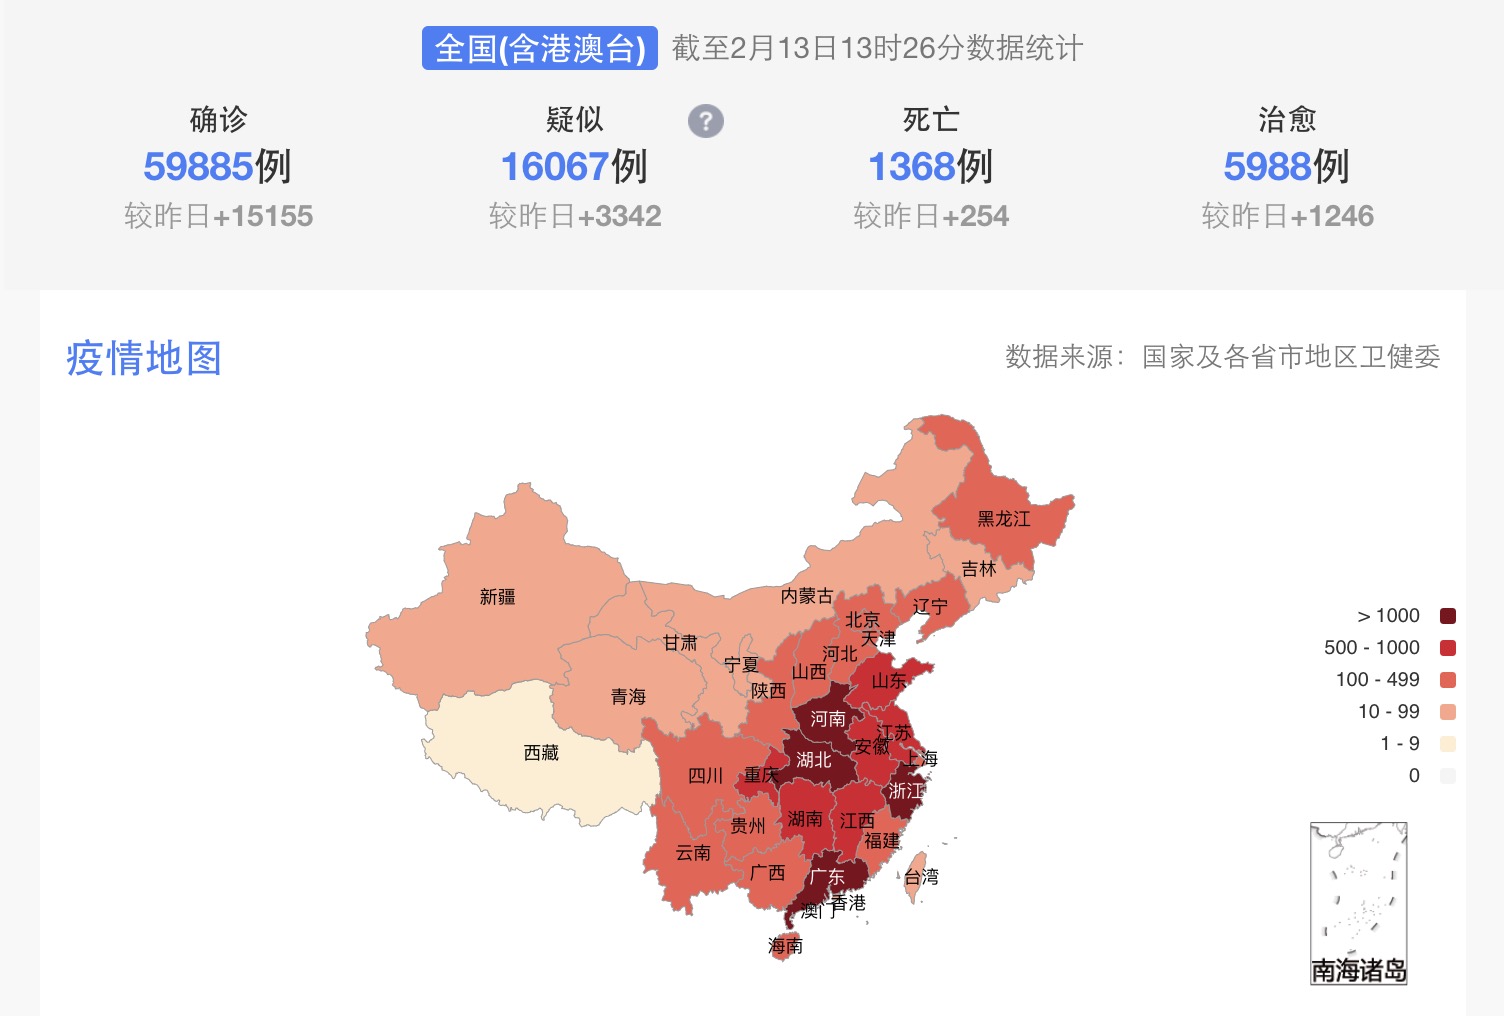 全国(含港澳台) 截至2月13日13时26分数据统计
确诊 疑似 ? 死亡 治愈
59885例 16067例 1368例 5988例
较昨日+15155 较昨日+3342 较昨日+254 较昨日+1246
疫情地图 数据来源：国家及各省市地区卫健委
黑龙江
吉林
新疆
内蒙古
辽宁
北京
天津
甘肃
河北
宁夏
山西
山东
陕西
青海
河南
江苏
安徽
西藏
湖北
上海
四川
重庆
浙江
湖南
江西
贵州
福建
云南
广西
广东
台湾
香港
澳门
海南
> 1000
500 - 1000
100 - 499
10 - 99
1 - 9
0
南海诸岛